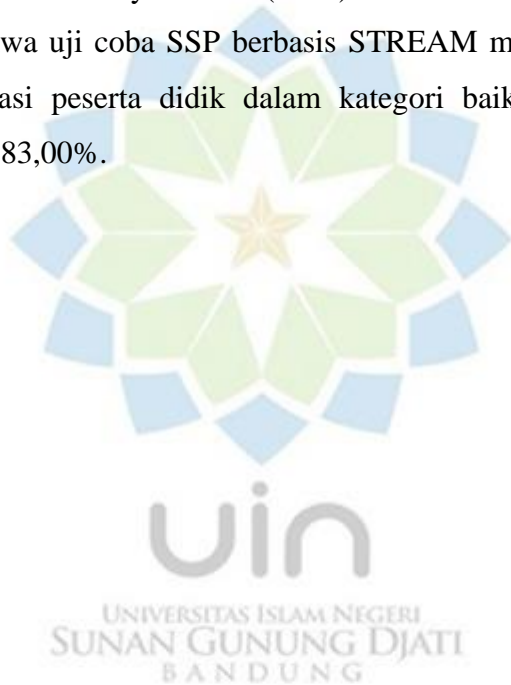 wa uji coba SSP berbasis STREAM m
asi peserta didik dalam kategori baik
83,00%.
uin
UNIVERSITAS ISLAM NEGERI
SUNAN GUNUNG DJATI
BANDUNG